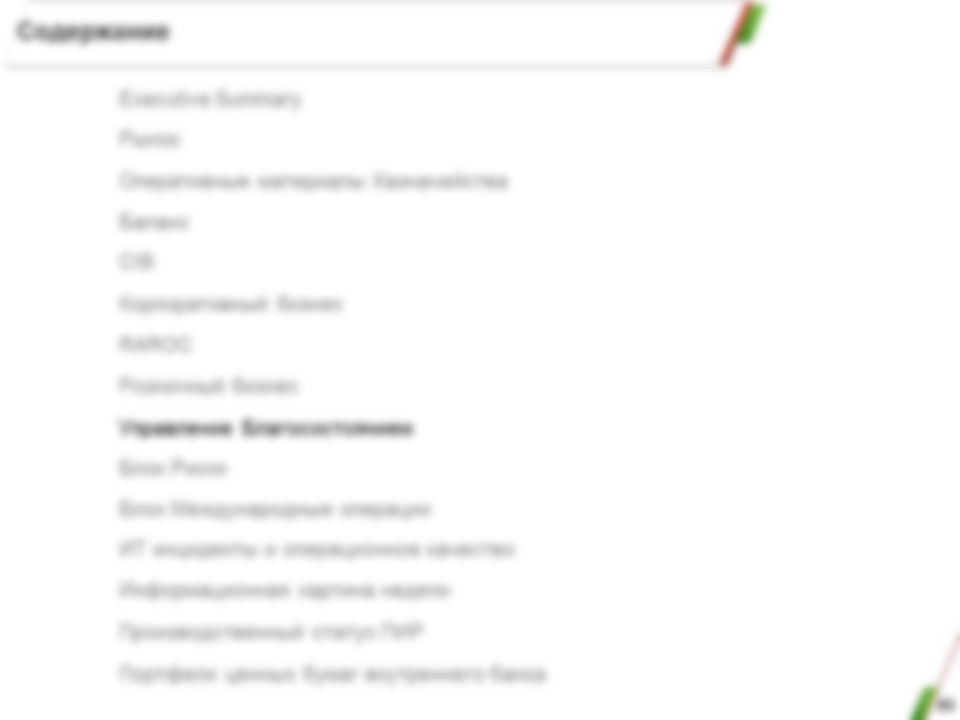 Содержание
Executive Summary
Рынок
Оперативные материалы Казначейства
Баланс
CIB
Корпоративный бизнес
RAROC
Розничный бизнес
Управление Благосостоянием
Блок Риски
Блок Международные операции
ИТ инциденты и операционное качество
Информационная картина недели
Производственный статус ПИР
Портфели ценных бумаг внутреннего банка